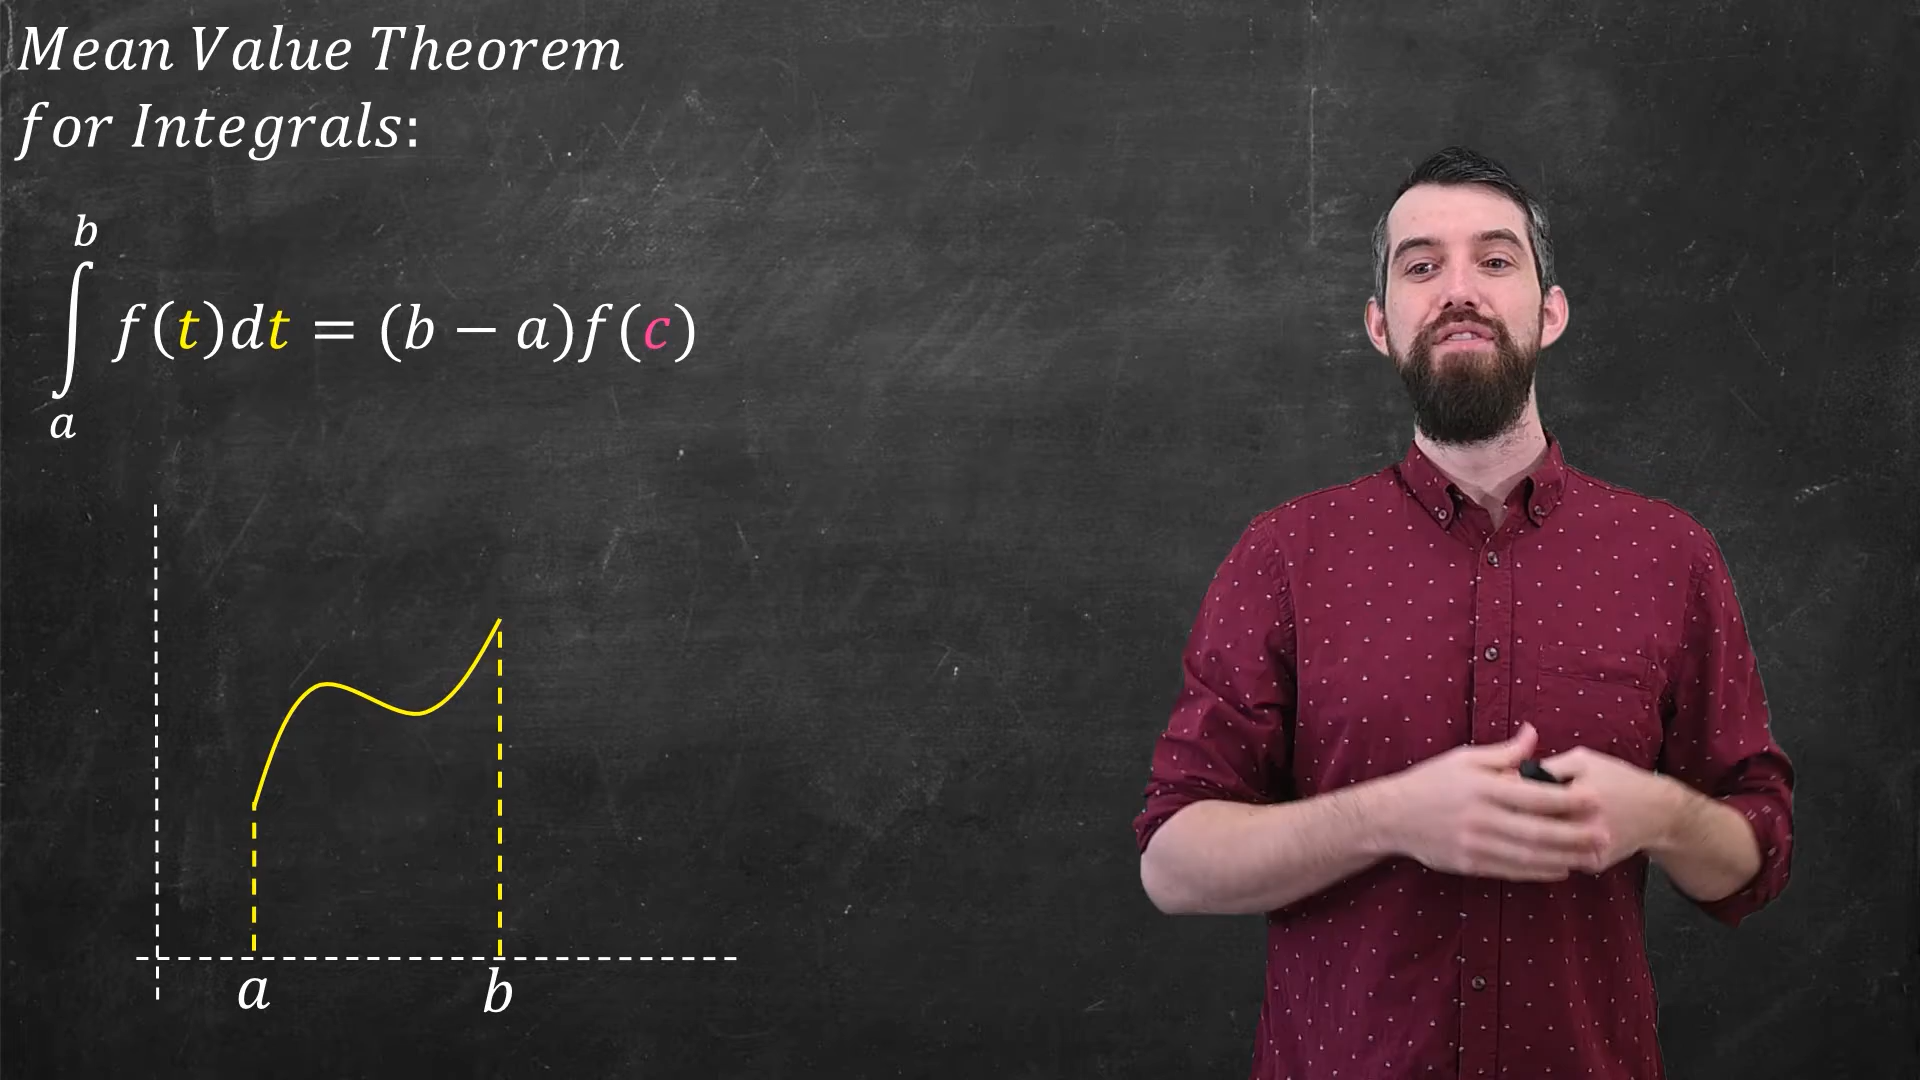 Mean Value Theorem
for Integrals:
b
∫ f(t)dt = (b − a)f(c)
a
a b